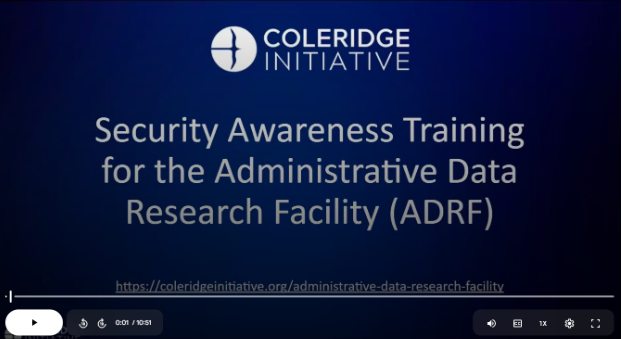 COLERIDGE
INITIATIVE
Security Awareness Training
for the Administrative Data
Research Facility (ADRF)
https://coleridgeinitiative.org/administrative-data-research-facility
0:01 / 10:51
1X